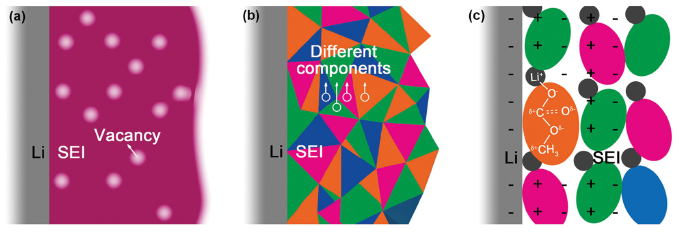 (a)
Vacancy
Li
SEI
(b)
Different
components
Li
SEI
(c)
- + - + -
- + - + -
Li⁺
- -
O⁻
δ⁺C O^δ-
O^δ-
δ⁺CH₃
+
Li
SEI
- + - + -
- + - + -